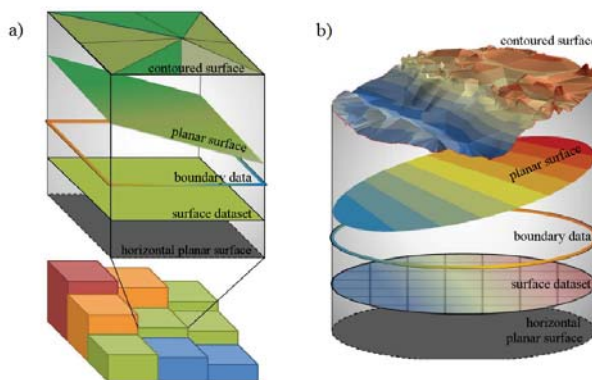 a)
contoured surface
planar surface
boundary data
surface dataset
horizontal planar surface
b)
contoured surface
planar surface
boundary data
surface dataset
horizontal
planar surface